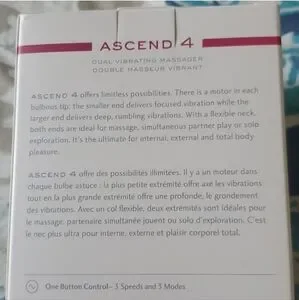 ASCEND 4
DUAL VIBRATING MASSAGER
DOUBLE MASSEUR VIBRANT
ASCEND 4 offers limitless possibilities. There is a motor in each
bulbous tip; the smaller end delivers focused vibration while the
larger end delivers deep, rumbling vibrations. With a flexible neck,
both ends are ideal for massage, simultaneous partner play or solo
exploration. It's the ultimate for internal, external and total body
pleasure.
ASCEND 4 offre des possibilités illimitées. Il y a un moteur dans
chaque bulbe astuce ; la plus petite extrémité offre axé les vibrations
tout en la plus grande extrémité offre une profonde, le grondement
des vibrations. Avec un col flexible, deux extrémités sont idéales pour
le massage, partenaire simultanée jouent ou solo d'exploration. C'est
le nec plus ultra pour interne, externe et plaisir corporel total.
One Button Control– 3 Speeds and 3 Modes